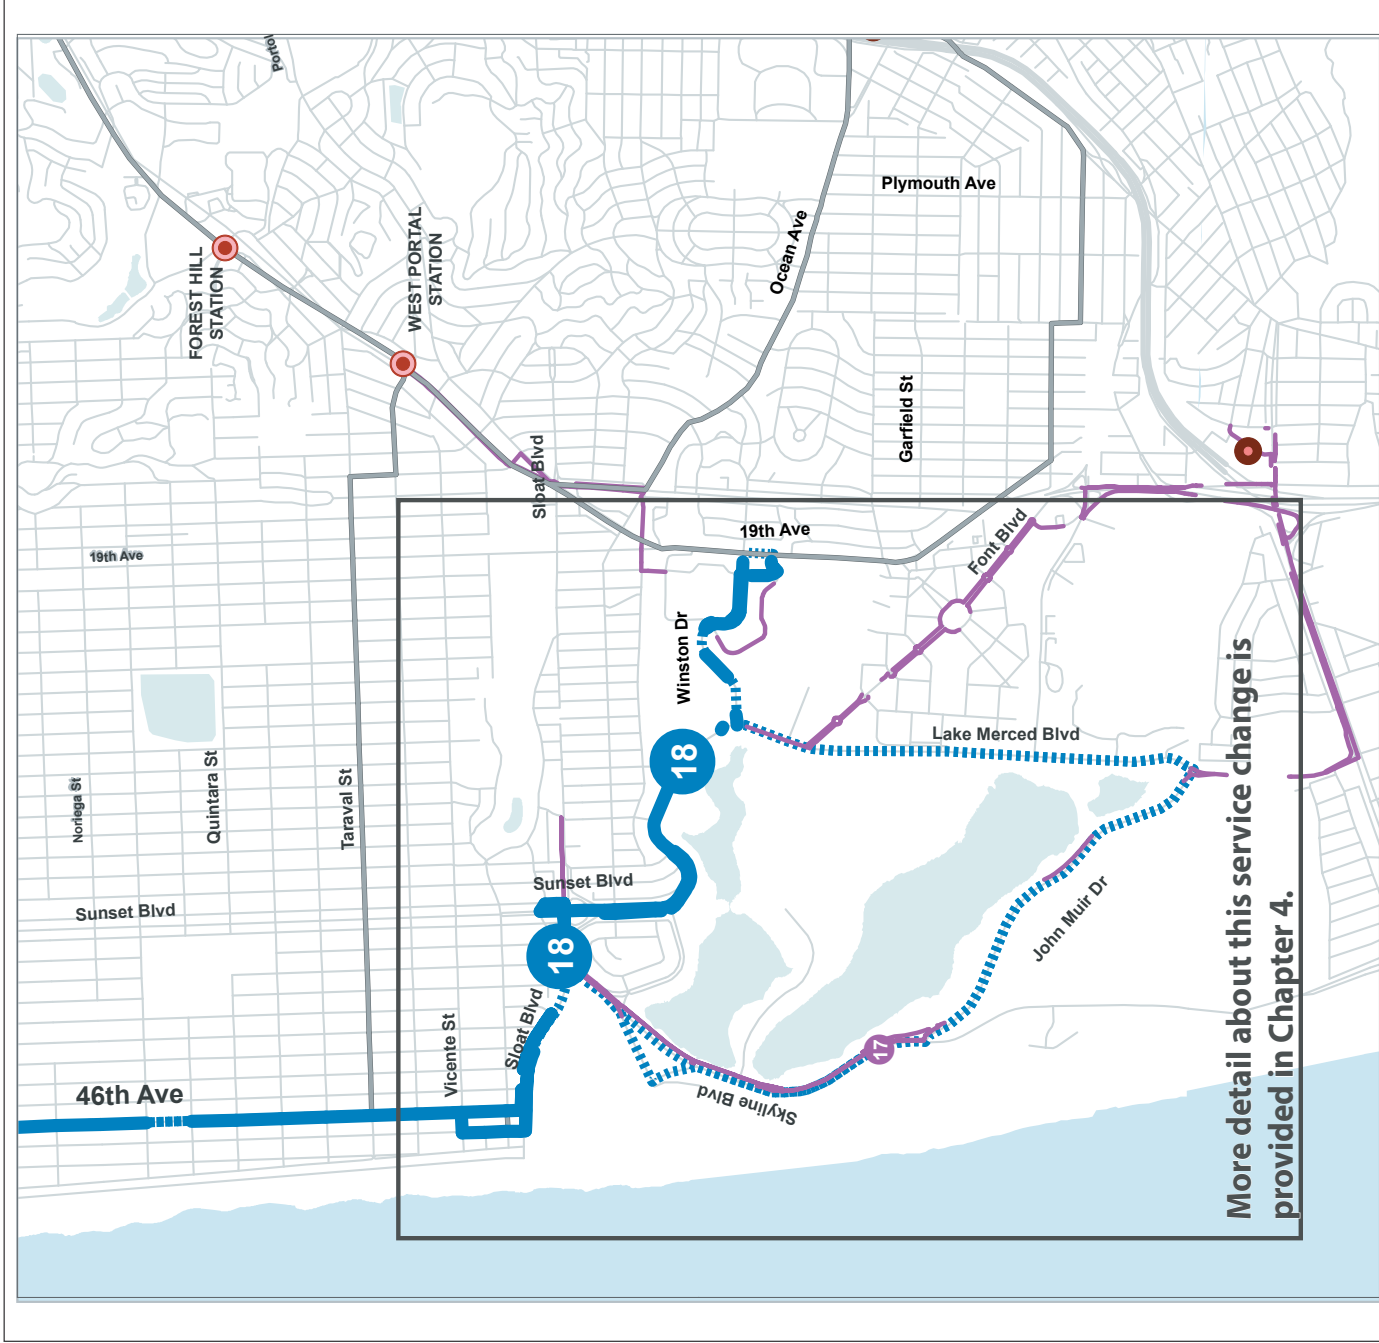 Portol
FOREST HILL
STATION
WEST PORTAL
STATION
Plymouth Ave
Ocean Ave
Garfield St
Sloat Blvd
19th Ave
19th Ave
Font Blvd
Winston Dr
Lake Merced Blvd
Noriega St
Quintara St
Taraval St
18
Sunset Blvd
Sunset Blvd
18
John Muir Dr
Sloat Blvd
Vicente St
17
46th Ave
Skyline Blvd
More detail about this service change is
provided in Chapter 4.